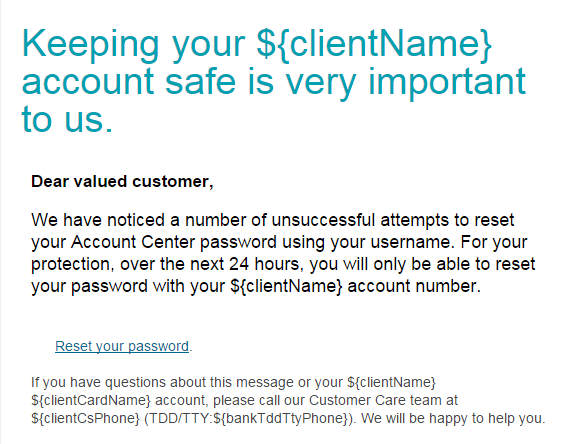 Keeping your ${clientName}
account safe is very important
to us.
Dear valued customer,
We have noticed a number of unsuccessful attempts to reset
your Account Center password using your username. For your
protection, over the next 24 hours, you will only be able to reset
your password with your ${clientName} account number.
Reset your password.
If you have questions about this message or your ${clientName}
${clientCardName} account, please call our Customer Care team at
${clientCsPhone} (TDD/TTY:${bankTddTtyPhone}). We will be happy to help you.